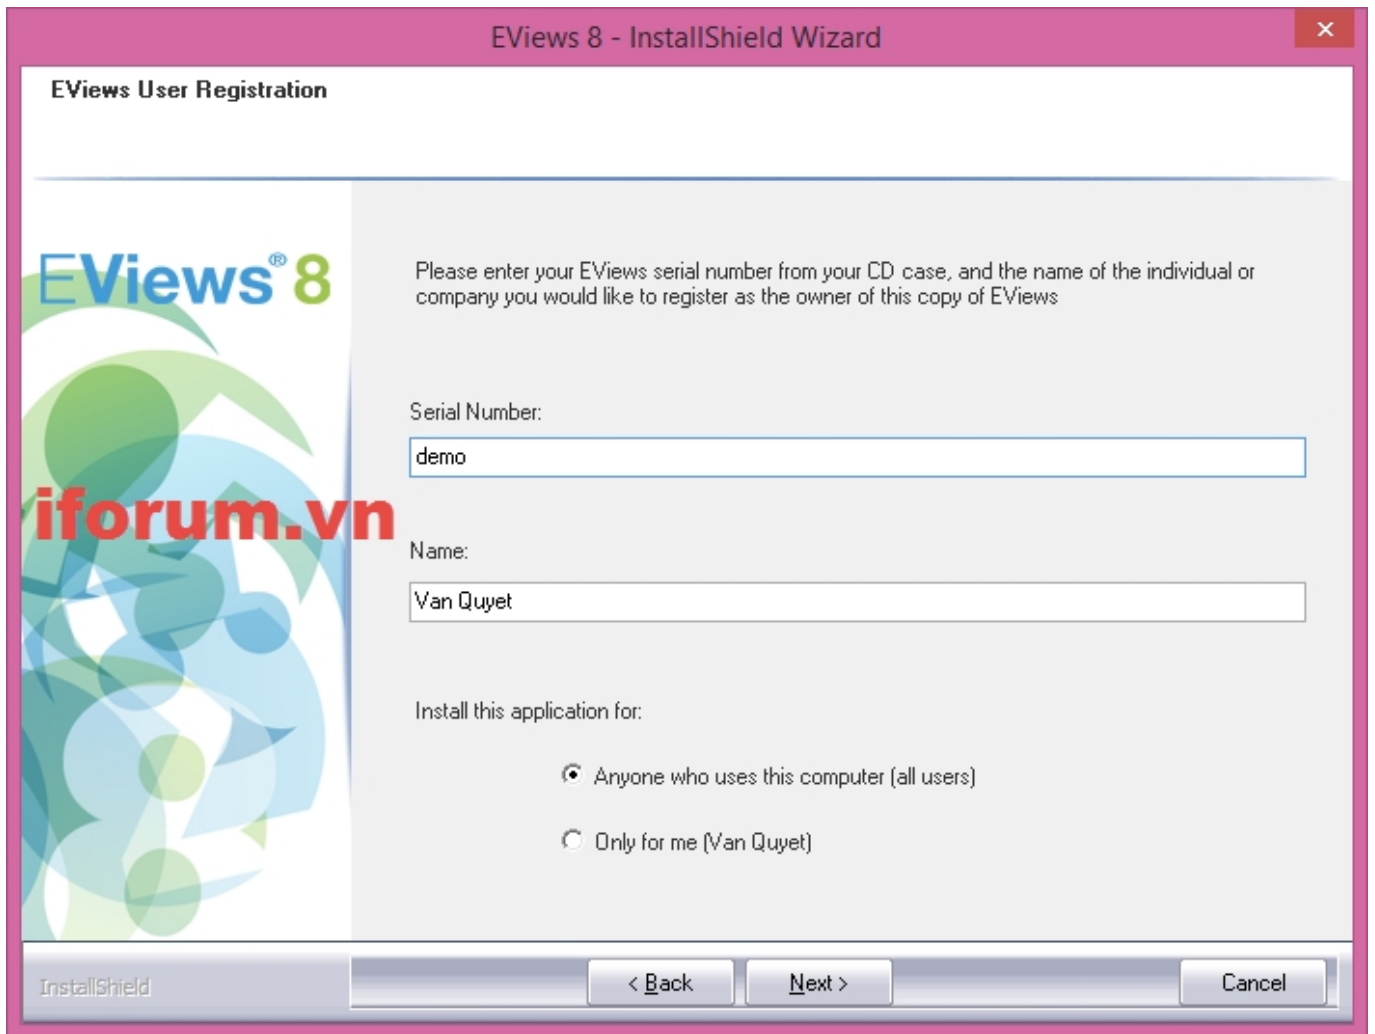 EViews 8 - InstallShield Wizard
x
EViews User Registration
EViews® 8
Please enter your EViews serial number from your CD case, and the name of the individual or
company you would like to register as the owner of this copy of EViews
Serial Number:
demo
iforum.vn
Name:
Van Quyet
Install this application for:
Anyone who uses this computer (all users)
Only for me (Van Quyet)
InstallShield
< Back
Next >
Cancel